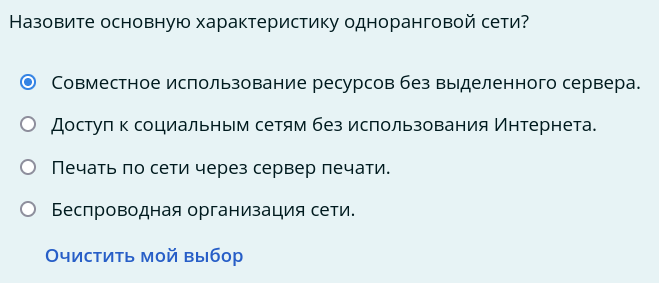 Назовите основную характеристику одноранговой сети?
Совместное использование ресурсов без выделенного сервера.
Доступ к социальным сетям без использования Интернета.
Печать по сети через сервер печати.
Беспроводная организация сети.
Очистить мой выбор